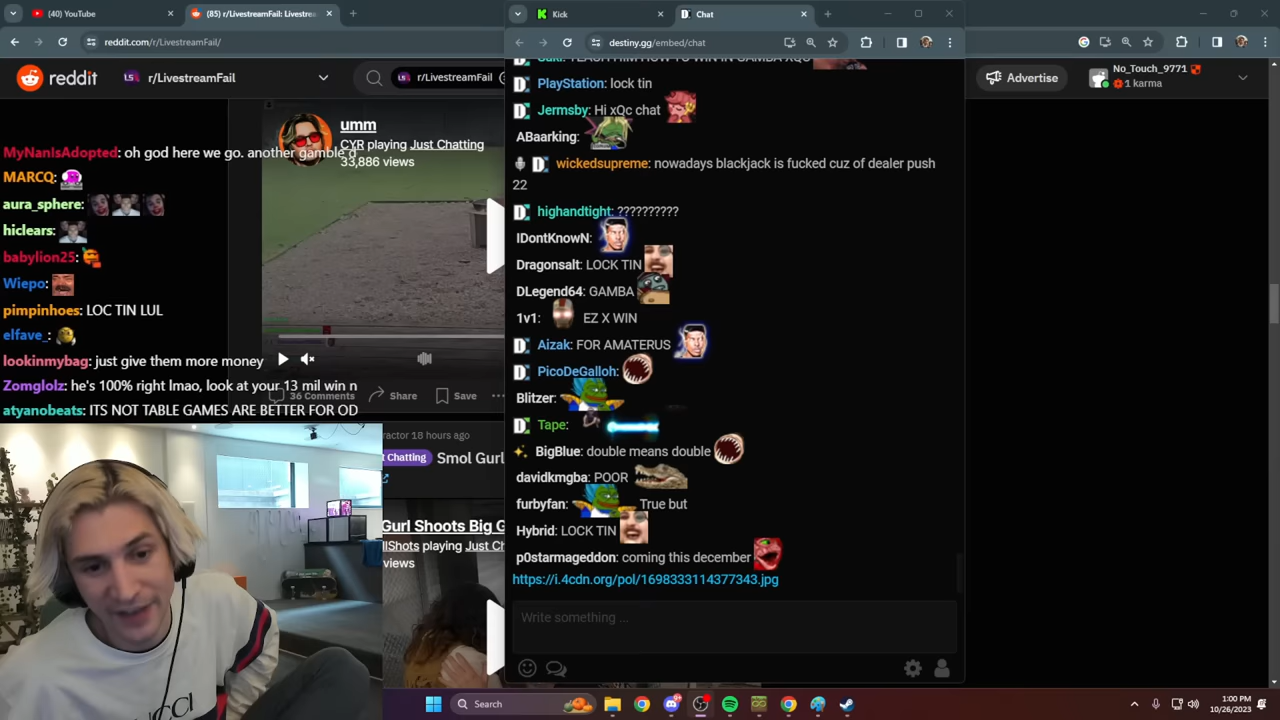 (40) YouTube
(85) r/LivestreamFail: Livestrea
Kick
Chat
reddit.com/r/LivestreamFail/
destiny.gg/embed/chat
reddit
r/LivestreamFail
r/LivestreamFail
Advertise
No_Touch_9771
1 karma
umm
CYR playing Just Chatting
33,886 views
MyNanIsAdopted: oh god here we go. another gamble a
MARCQ:
aura_sphere:
hiclears:
babylion25:
Wiepo:
pimpinhoes: LOC TIN LUL
elfave_:
lookinmybag: just give them more money
Zomglolz: he's 100% right lmao, look at your 13 mil win n
atyanobeats: ITS NOT TABLE GAMES ARE BETTER FOR OD
36 Comments
Share
Save
ractor 18 hours ago
t Chatting
Smol Gurl
Gurl Shoots Big G
llShots playing Just Ch
views
PlayStation: lock tin
Jermsby: Hi xQc chat
ABaarking:
wickedsupreme: nowadays blackjack is fucked cuz of dealer push
22
highandtight: ??????????
IDontKnowN:
Dragonsalt: LOCK TIN
DLegend64: GAMBA
1v1: EZ X WIN
Aizak: FOR AMATERUS
PicoDeGalloh:
Blitzer:
Tape:
BigBlue: double means double
davidkmgba: POOR
furbyfan: True but
Hybrid: LOCK TIN
p0starmageddon: coming this december
https://i.4cdn.org/pol/1698333114377343.jpg
Write something ...
GUCCI
Search
1:00 PM
10/26/2023